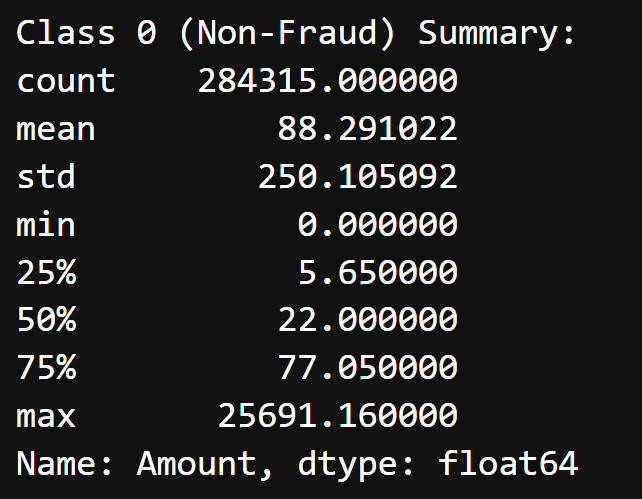 Class 0 (Non-Fraud) Summary:
count    284315.000000
mean         88.291022
std         250.105092
min           0.000000
25%           5.650000
50%          22.000000
75%          77.050000
max       25691.160000
Name: Amount, dtype: float64